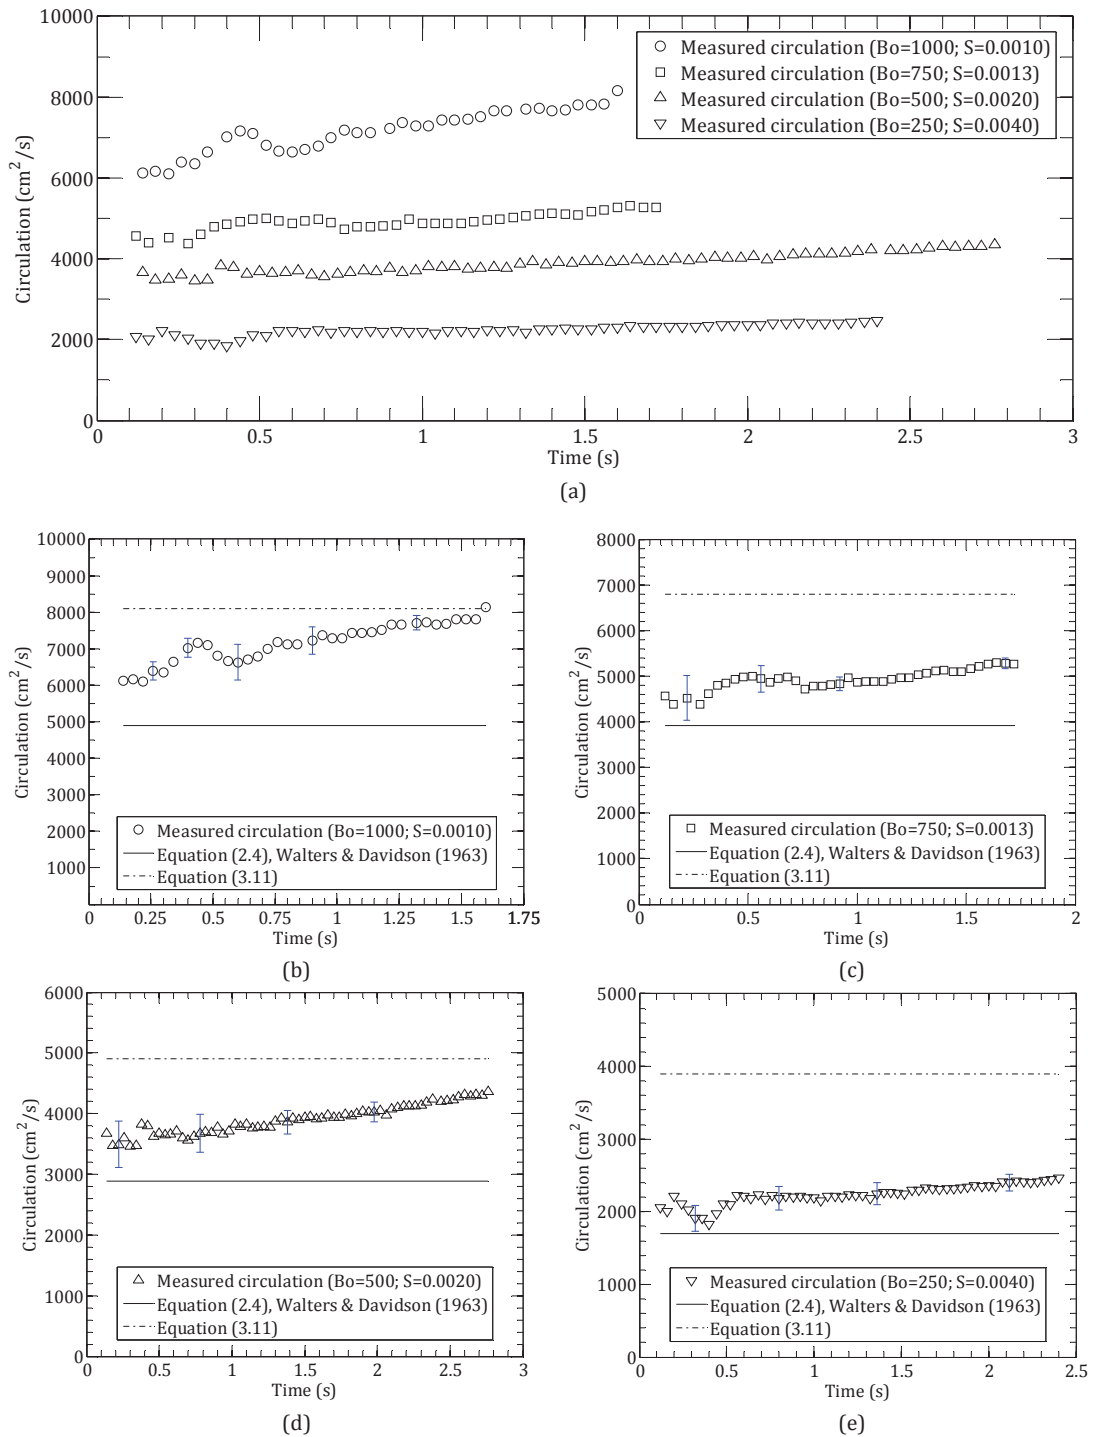 10000
8000
6000
4000
2000
0
Circulation (cm²/s)
Measured circulation (Bo=1000; S=0.0010)
Measured circulation (Bo=750; S=0.0013)
Measured circulation (Bo=500; S=0.0020)
Measured circulation (Bo=250; S=0.0040)
0 0.5 1 1.5 2 2.5 3
Time (s)
(a)
10000
9000
8000
7000
6000
5000
4000
3000
2000
1000
0
Circulation (cm²/s)
Measured circulation (Bo=1000; S=0.0010)
Equation (2.4), Walters & Davidson (1963)
Equation (3.11)
0 0.25 0.5 0.75 1 1.25 1.5 1.75
Time (s)
(b)
8000
7000
6000
5000
4000
3000
2000
1000
0
Circulation (cm²/s)
Measured circulation (Bo=750; S=0.0013)
Equation (2.4), Walters & Davidson (1963)
Equation (3.11)
0 0.5 1 1.5 2
Time (s)
(c)
6000
5000
4000
3000
2000
1000
0
Circulation (cm²/s)
Measured circulation (Bo=500; S=0.0020)
Equation (2.4), Walters & Davidson (1963)
Equation (3.11)
0 0.5 1 1.5 2 2.5 3
Time (s)
(d)
5000
4000
3000
2000
1000
0
Circulation (cm²/s)
Measured circulation (Bo=250; S=0.0040)
Equation (2.4), Walters & Davidson (1963)
Equation (3.11)
0 0.5 1 1.5 2 2.5
Time (s)
(e)